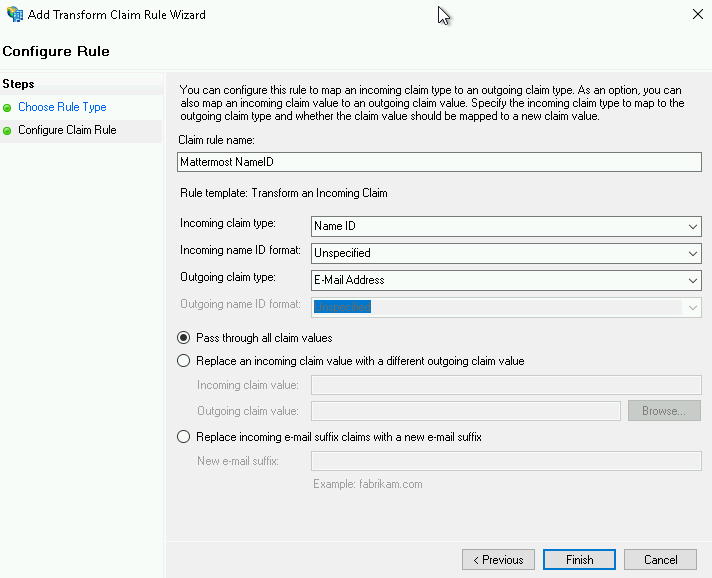 Add Transform Claim Rule Wizard
Configure Rule
Steps
Choose Rule Type
Configure Claim Rule
You can configure this rule to map an incoming claim type to an outgoing claim type. As an option, you can
also map an incoming claim value to an outgoing claim value. Specify the incoming claim type to map to the
outgoing claim type and whether the claim value should be mapped to a new claim value.
Claim rule name:
Mattermost NameID
Rule template: Transform an Incoming Claim
Incoming claim type:
Name ID
Incoming name ID format:
Unspecified
Outgoing claim type:
E-Mail Address
Outgoing name ID format:
Pass through all claim values
Replace an incoming claim value with a different outgoing claim value
Incoming claim value:
Outgoing claim value:
Browse...
Replace incoming e-mail suffix claims with a new e-mail suffix
New e-mail suffix:
Example: fabrikam.com
< Previous
Finish
Cancel